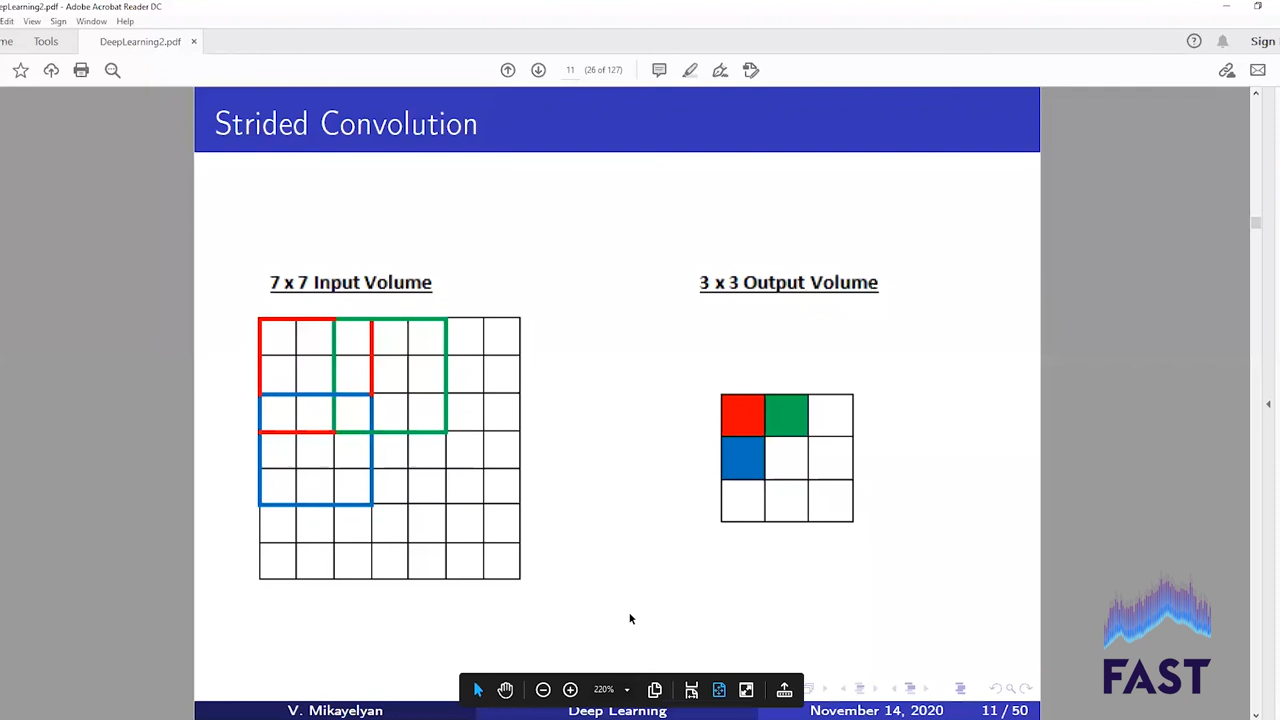 epLearning2.pdf - Adobe Acrobat Reader DC
Edit View Sign Window Help
me Tools DeepLearning2.pdf × Sign
11 (26 of 127)
Strided Convolution
7 x 7 Input Volume
3 x 3 Output Volume
FAST
220%
V. Mikayelyan Deep Learning November 14, 2020 11 / 50